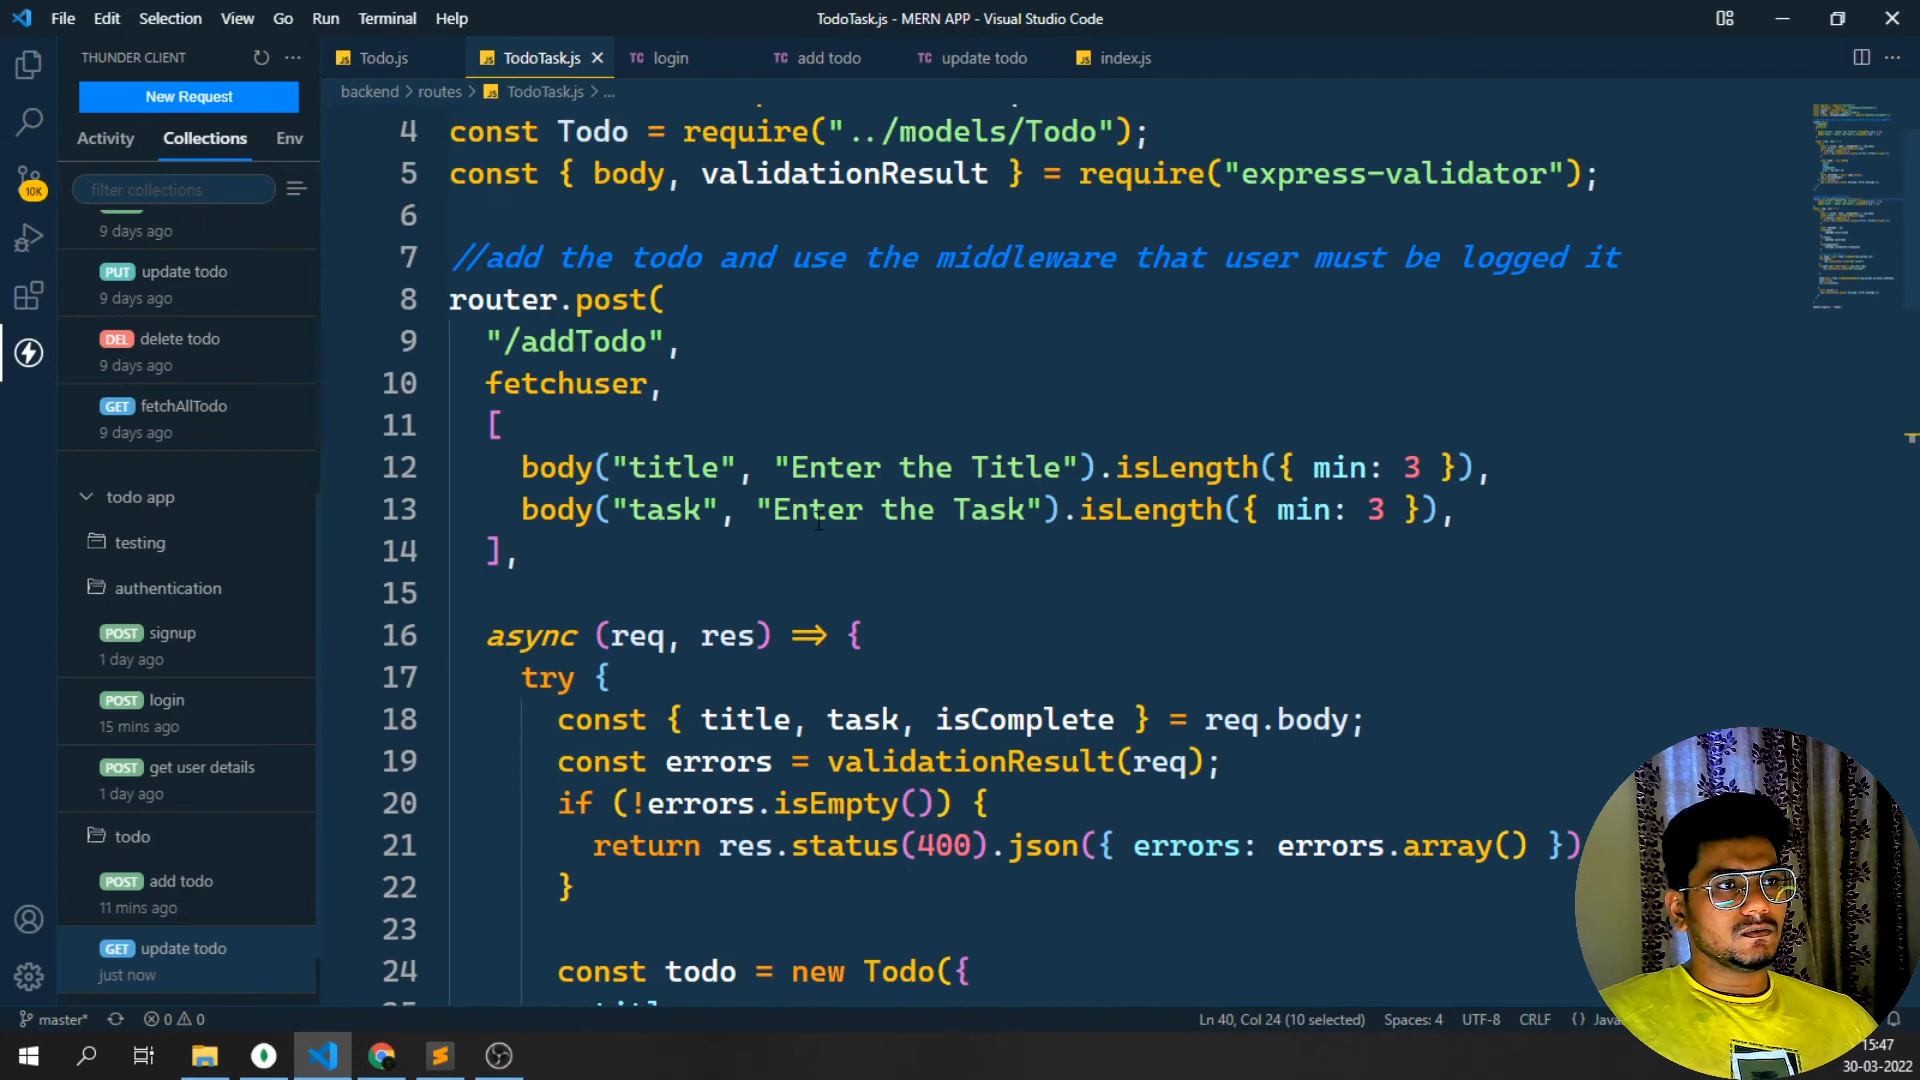 File Edit Selection View Go Run Terminal Help
TodoTask.js - MERN APP - Visual Studio Code
THUNDER CLIENT
New Request
Activity Collections Env
filter collections
10K
9 days ago
PUT update todo
9 days ago
DEL delete todo
9 days ago
GET fetchAllTodo
9 days ago
todo app
testing
authentication
POST signup
1 day ago
POST login
15 mins ago
POST get user details
1 day ago
todo
POST add todo
11 mins ago
GET update todo
just now
JS Todo.js JS TodoTask.js TC login TC add todo TC update todo JS index.js
backend > routes > JS TodoTask.js > ...
4 const Todo = require("../models/Todo");
5 const { body, validationResult } = require("express-validator");
6
7 //add the todo and use the middleware that user must be logged it
8 router.post(
9 "/addTodo",
10 fetchuser,
11 [
12 body("title", "Enter the Title").isLength({ min: 3 }),
13 body("task", "Enter the Task").isLength({ min: 3 }),
14 ],
15
16 async (req, res) => {
17 try {
18 const { title, task, isComplete } = req.body;
19 const errors = validationResult(req);
20 if (!errors.isEmpty()) {
21 return res.status(400).json({ errors: errors.array() })
22 }
23
24 const todo = new Todo({
master* 0 0
Ln 40, Col 24 (10 selected) Spaces: 4 UTF-8 CRLF {}
15:47
30-03-2022